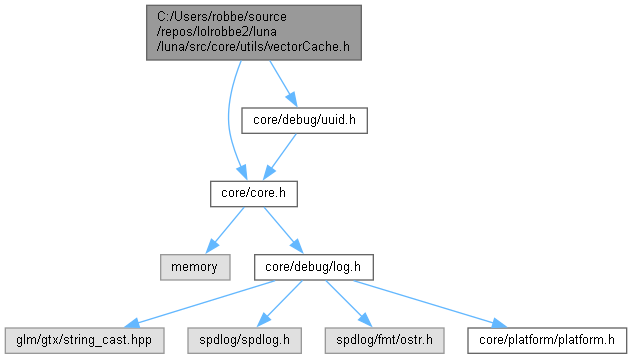 C:/Users/robbe/source
/repos/lolrobbe2/luna
/luna/src/core/utils/vectorCache.h
core/debug/uuid.h
core/core.h
memory
core/debug/log.h
glm/gtx/string_cast.hpp
spdlog/spdlog.h
spdlog/fmt/ostr.h
core/platform/platform.h